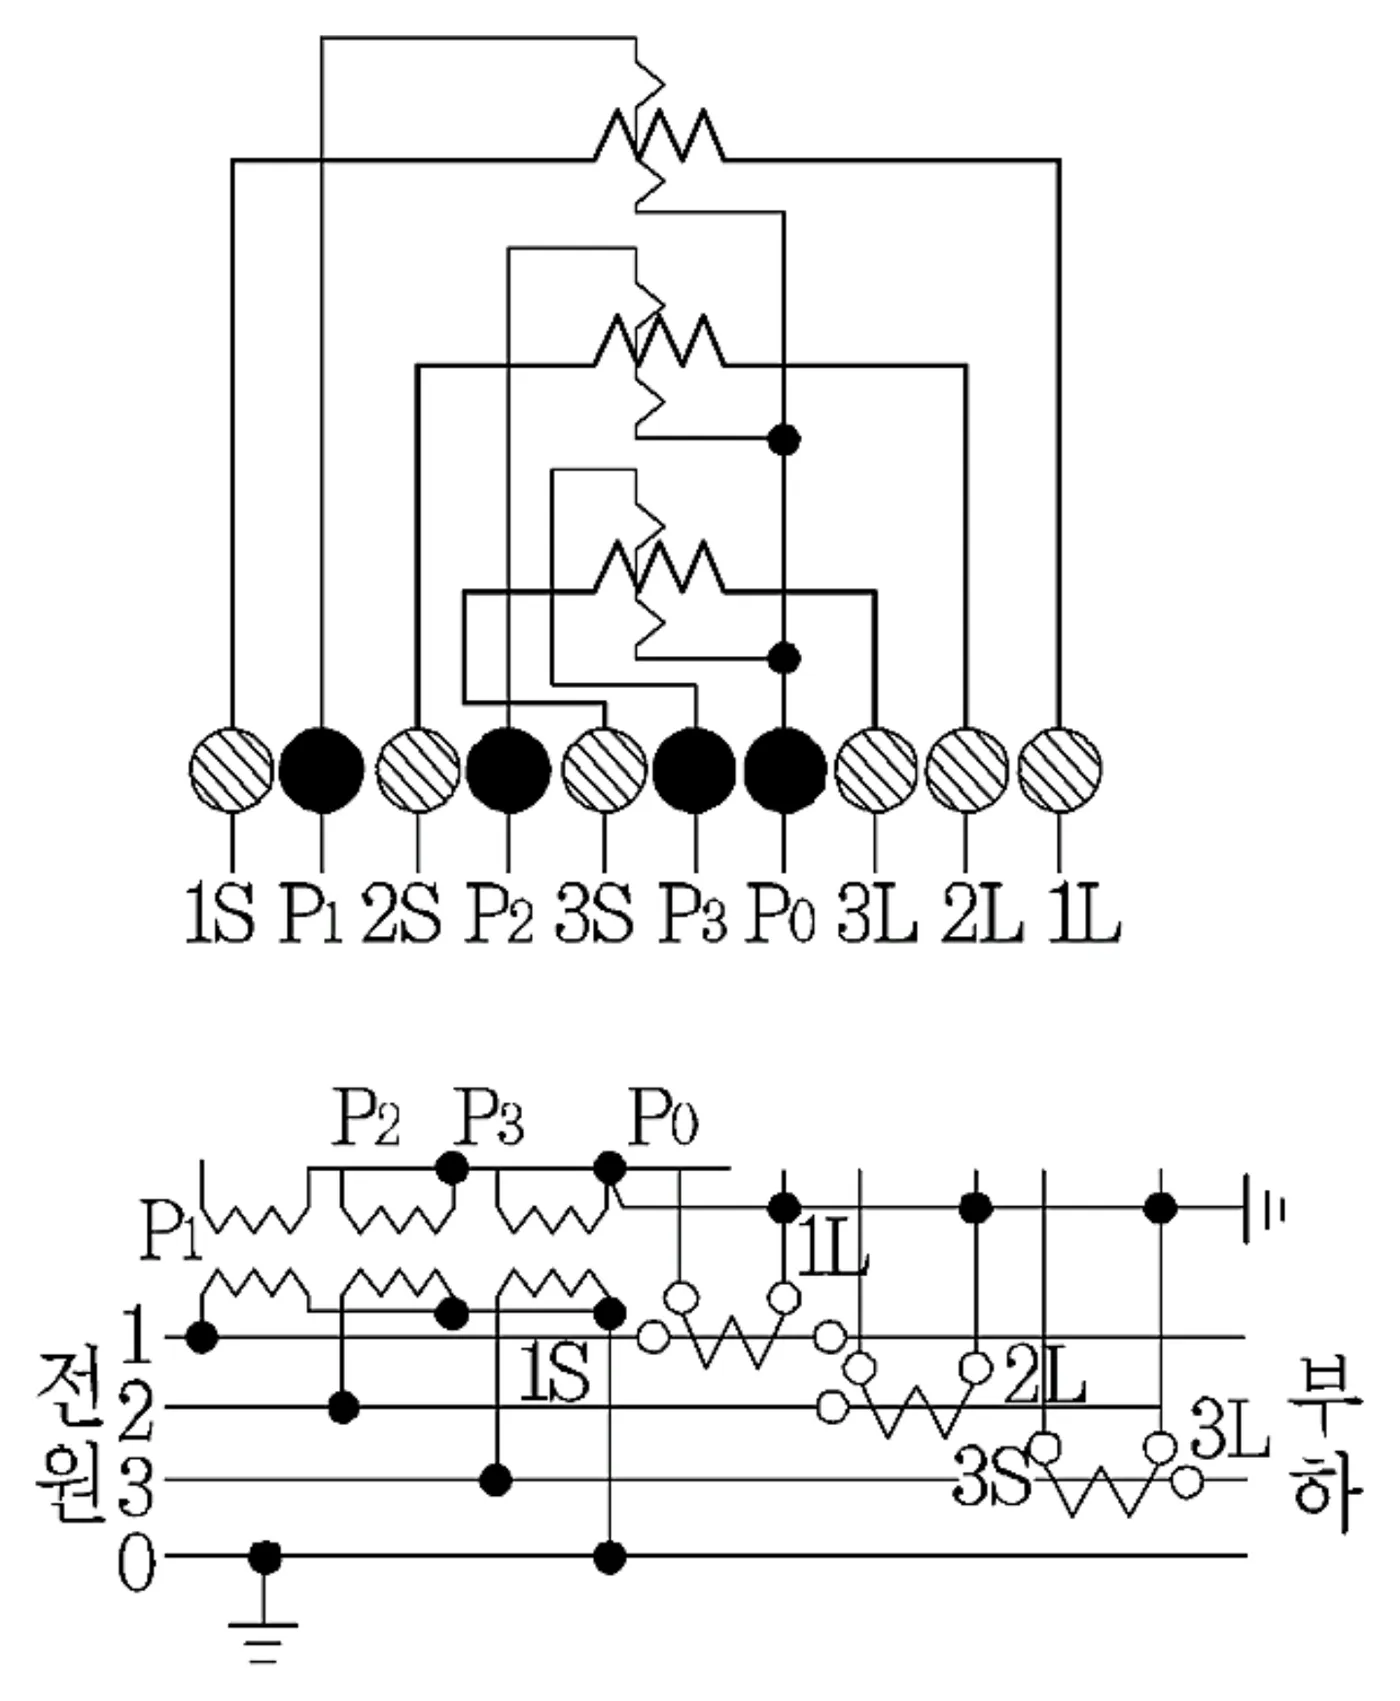 1S P1 2S P2 3S P3 P0 3L 2L 1L
P2 P3 P0
P1
1L
1
1S
2L
2
3L
3
3S
0
전원
부하